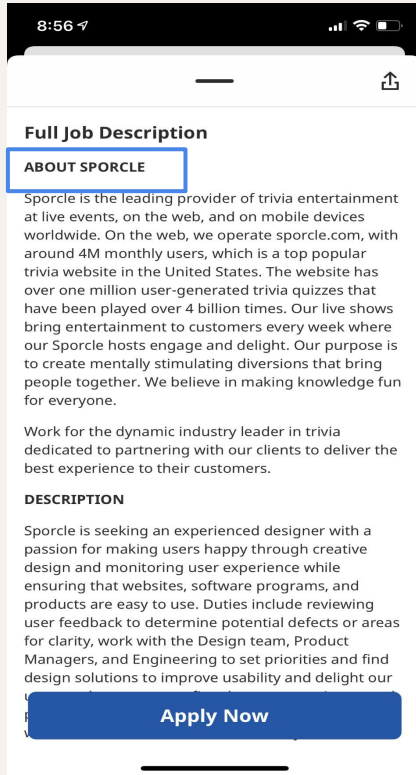 8:56
Full Job Description
ABOUT SPORCLE
Sporcle is the leading provider of trivia entertainment
at live events, on the web, and on mobile devices
worldwide. On the web, we operate sporcle.com, with
around 4M monthly users, which is a top popular
trivia website in the United States. The website has
over one million user-generated trivia quizzes that
have been played over 4 billion times. Our live shows
bring entertainment to customers every week where
our Sporcle hosts engage and delight. Our purpose is
to create mentally stimulating diversions that bring
people together. We believe in making knowledge fun
for everyone.
Work for the dynamic industry leader in trivia
dedicated to partnering with our clients to deliver the
best experience to their customers.
DESCRIPTION
Sporcle is seeking an experienced designer with a
passion for making users happy through creative
design and monitoring user experience while
ensuring that websites, software programs, and
products are easy to use. Duties include reviewing
user feedback to determine potential defects or areas
for clarity, work with the Design team, Product
Managers, and Engineering to set priorities and find
design solutions to improve usability and delight our
Apply Now